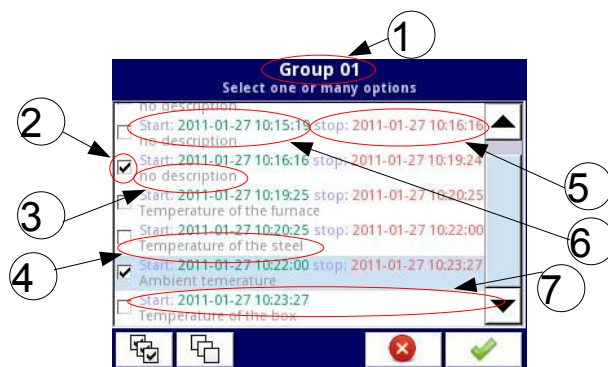 1
Group 01
Select one or many options
no description
2
Start: 2011-01-27 10:15:19 stop: 2011-01-27 10:16:16
no description
Start: 2011-01-27 10:16:16 stop: 2011-01-27 10:19:24
no description
5
3
Start: 2011-01-27 10:19:25 stop: 2011-01-27 10:20:25
Temperature of the furnace
6
Start: 2011-01-27 10:20:25 stop: 2011-01-27 10:22:00
Temperature of the steel
4
Start: 2011-01-27 10:22:00 stop: 2011-01-27 10:23:27
Ambient temerature
7
Start: 2011-01-27 10:23:27
Temperature of the box